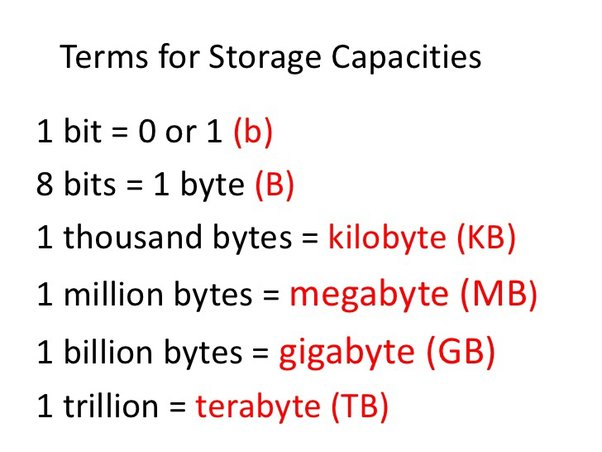 Terms for Storage Capacities
1 bit = 0 or 1 (b)
8 bits = 1 byte (B)
1 thousand bytes = kilobyte (KB)
1 million bytes = megabyte (MB)
1 billion bytes = gigabyte (GB)
1 trillion = terabyte (TB)